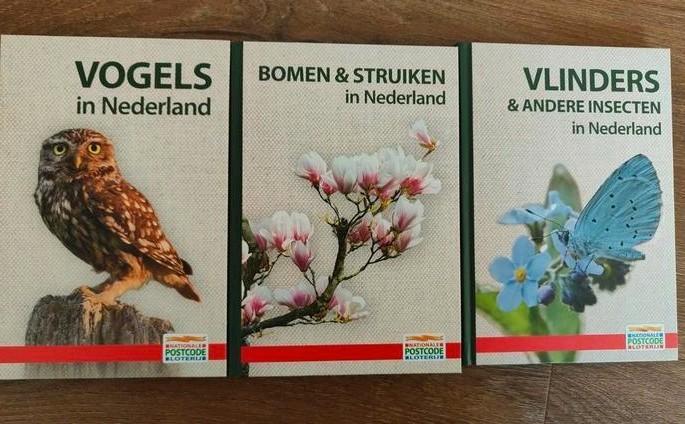 VOGELS
in Nederland
NATIONALE
POSTCODE
LOTERIJ
BOMEN & STRUIKEN
in Nederland
NATIONALE
POSTCODE
LOTERIJ
VLINDERS
& ANDERE INSECTEN
in Nederland
NATIONALE
POSTCODE
LOTERIJ